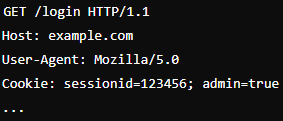 GET /login HTTP/1.1
Host: example.com
User-Agent: Mozilla/5.0
Cookie: sessionid=123456; admin=true
...